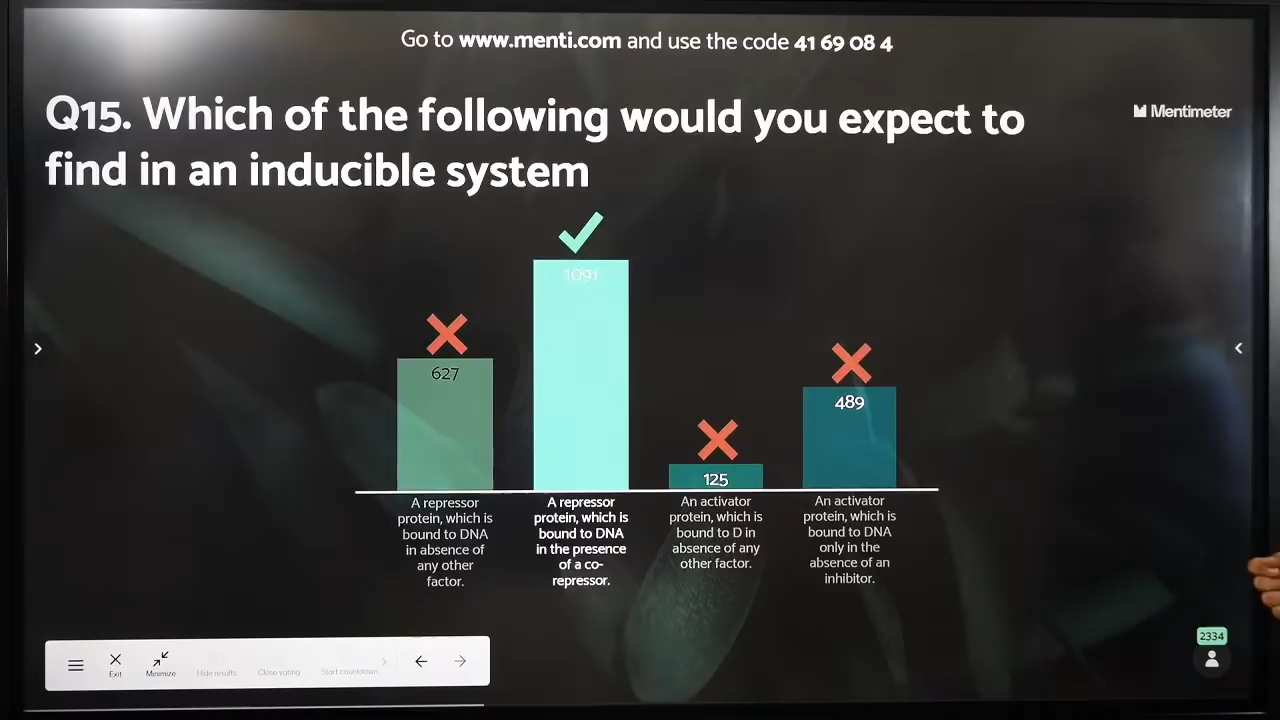 Go to www.menti.com and use the code 41 69 08 4
Q15. Which of the following would you expect to
find in an inducible system
Mentimeter
1091
627
489
125
A repressor
protein, which is
bound to DNA
in absence of
any other
factor.
A repressor
protein, which is
bound to DNA
in the presence
of a co-
repressor.
An activator
protein, which is
bound to D in
absence of any
other factor.
An activator
protein, which is
bound to DNA
only in the
absence of an
inhibitor.
Exit
Minimize
Hide results
Close voting
Start countdown
2334